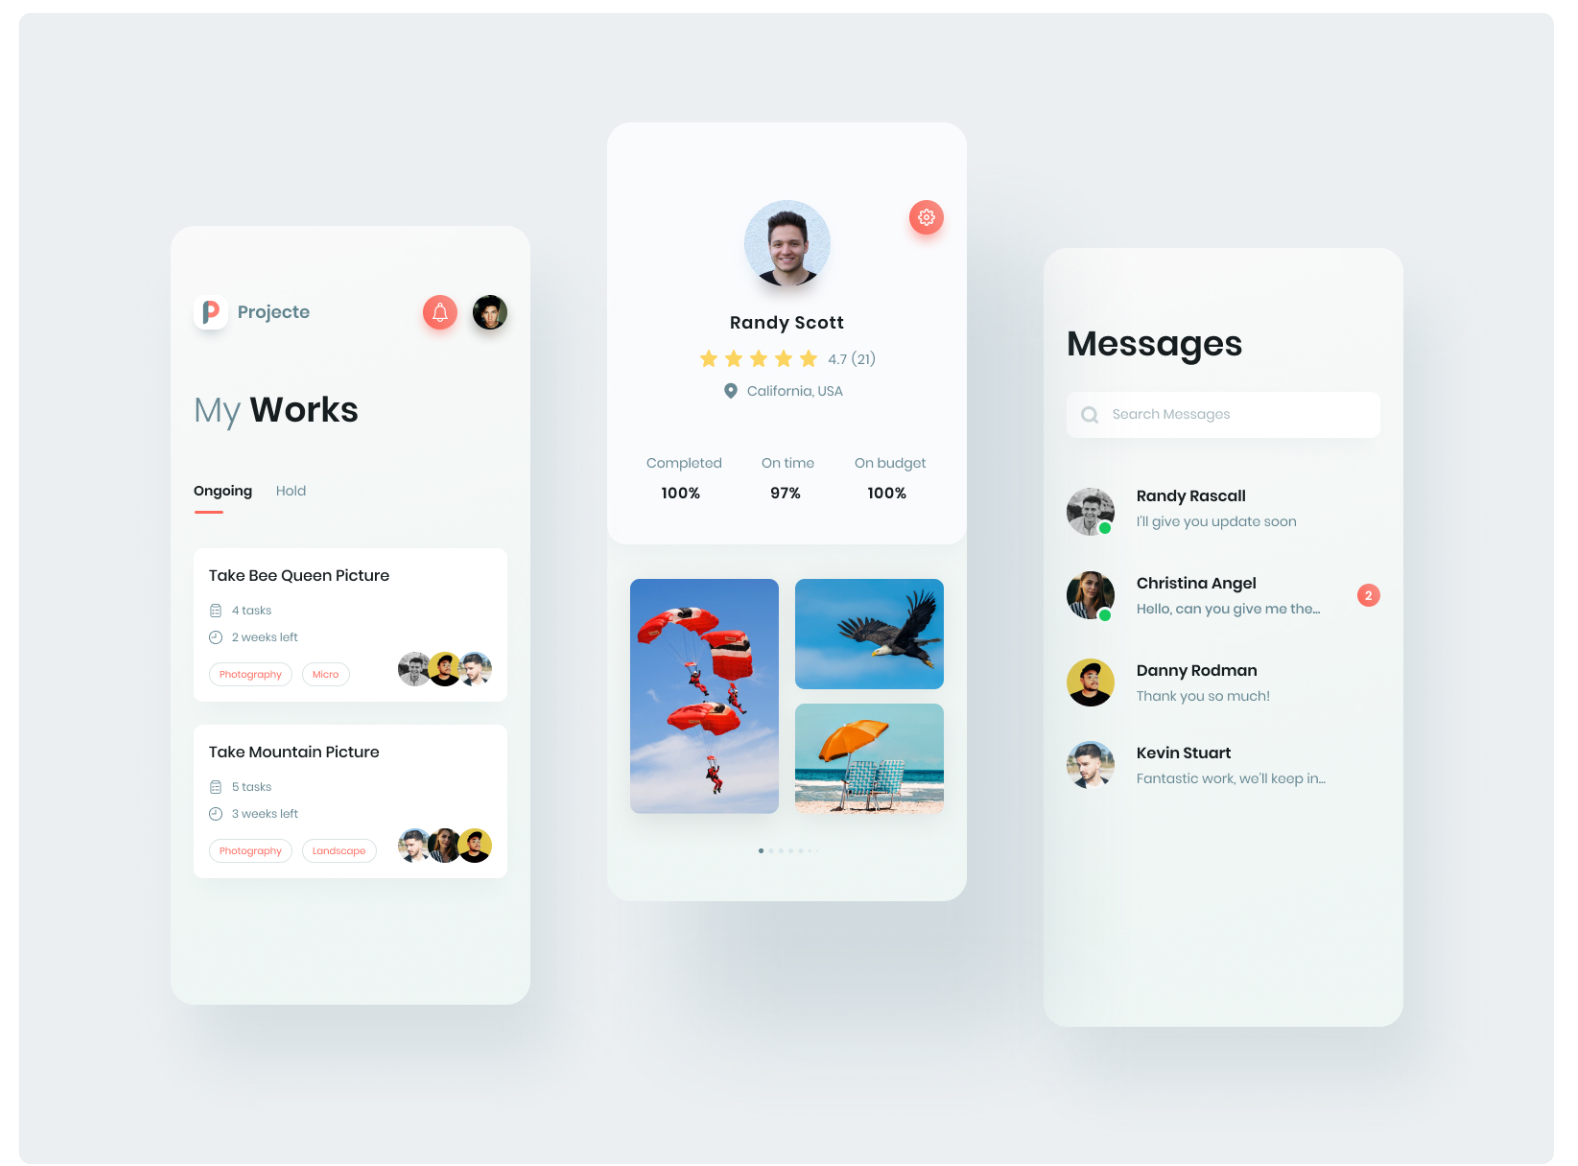 Projecte
My Works
Ongoing Hold
Take Bee Queen Picture
4 tasks
2 weeks left
Photography Micro
Take Mountain Picture
5 tasks
3 weeks left
Photography Landscape
Randy Scott
4.7 (21)
California, USA
Completed On time On budget
100% 97% 100%
Messages
Search Messages
Randy Rascall
I'll give you update soon
Christina Angel
Hello, can you give me the...
2
Danny Rodman
Thank you so much!
Kevin Stuart
Fantastic work, we'll keep in...